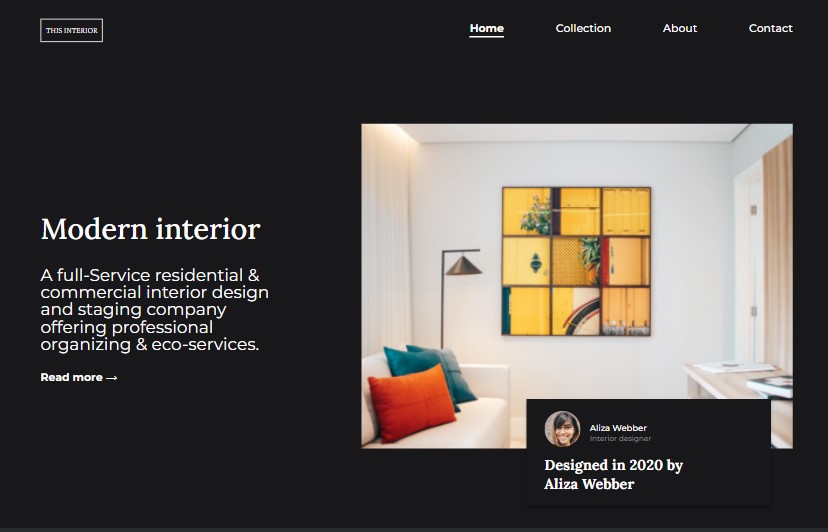 THIS INTERIOR
Home
Collection
About
Contact
Modern interior
A full-Service residential &
commercial interior design
and staging company
offering professional
organizing & eco-services.
Read more →
Aliza Webber
Interior designer
Designed in 2020 by
Aliza Webber